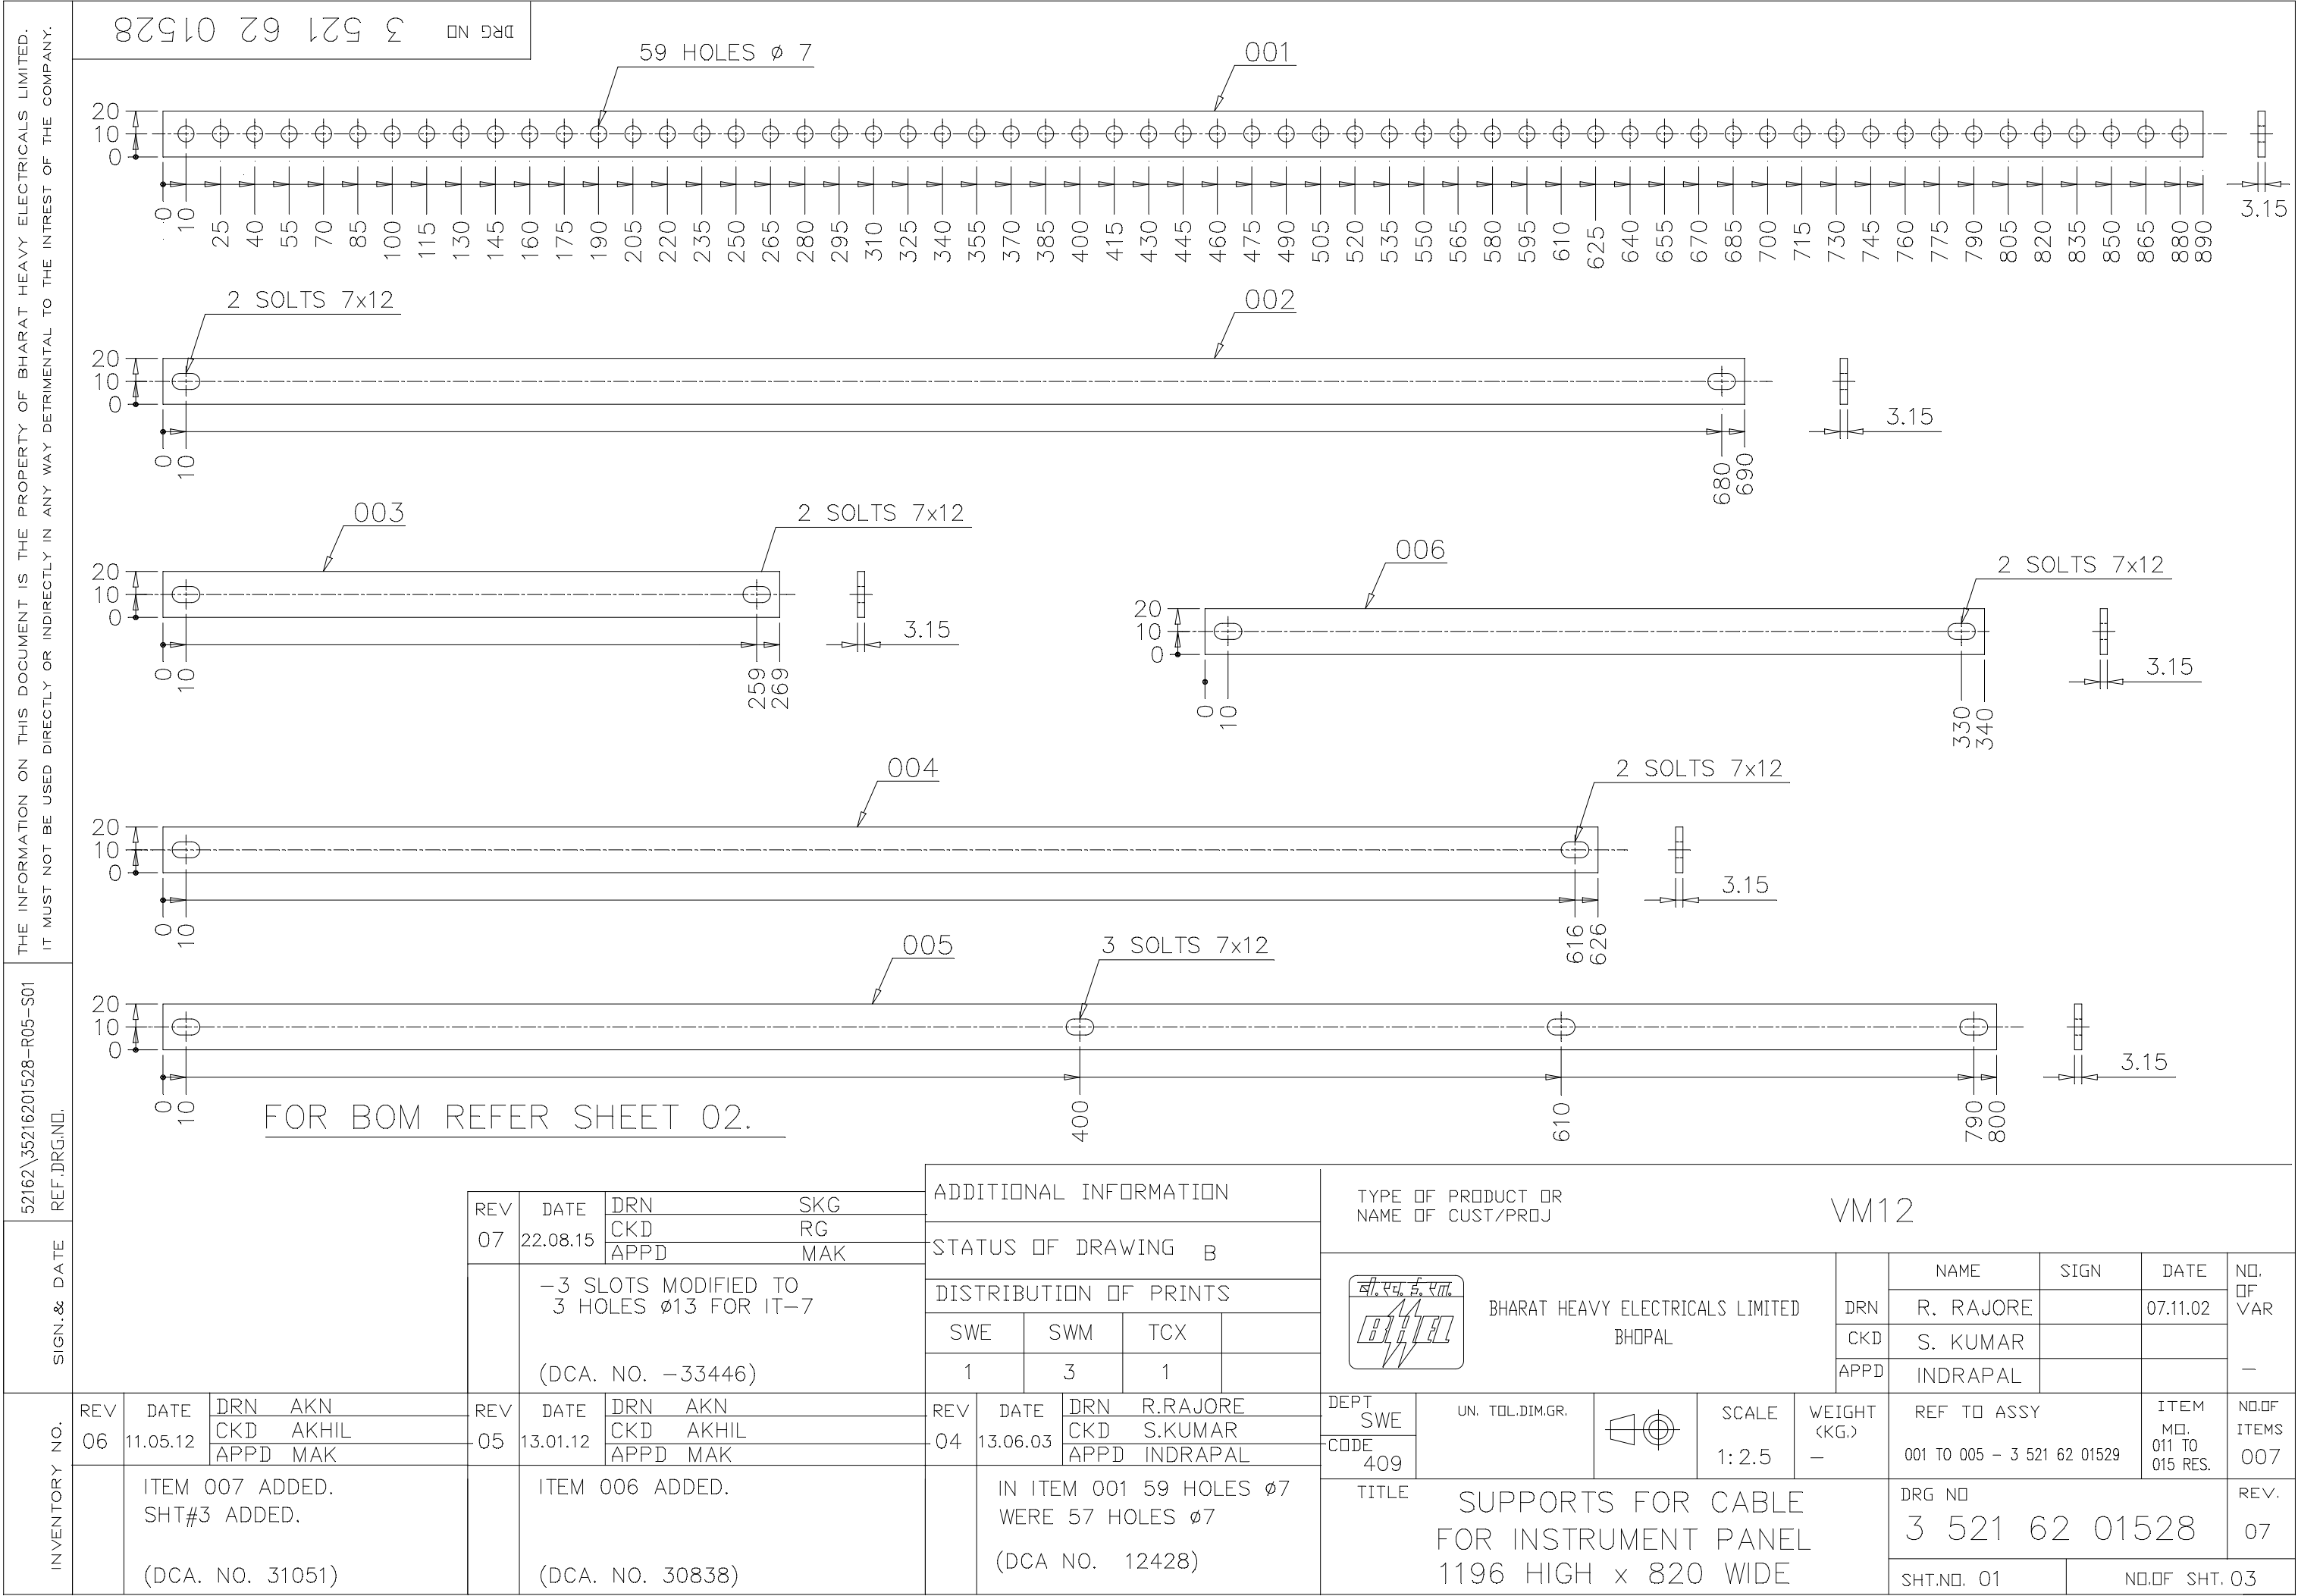 DRG NO 3 521 62 01528
THE INFORMATION ON THIS DOCUMENT IS THE PROPERTY OF BHARAT HEAVY ELECTRICALS LIMITED.
IT MUST NOT BE USED DIRECTLY OR INDIRECTLY IN ANY WAY DETRIMENTAL TO THE INTREST OF THE COMPANY.
59 HOLES ø 7
001
20
10
0
0 10 25 40 55 70 85 100 115 130 145 160 175 190 205 220 235 250 265 280 295 310 325 340 355 370 385 400 415 430 445 460 475 490 505 520 535 550 565 580 595 610 625 640 655 670 685 700 715 730 745 760 775 790 805 820 835 850 865 880 890
3.15
2 SOLTS 7x12
002
20
10
0
3.15
0 10 680 690
003
2 SOLTS 7x12
20
10
0
3.15
0 10 259 269
006
2 SOLTS 7x12
20
10
0
3.15
0 10 330 340
004
2 SOLTS 7x12
20
10
0
3.15
0 10 616 626
005
3 SOLTS 7x12
20
10
0
3.15
0 10 400 610 790 800
FOR BOM REFER SHEET 02.
52162\35216201528-R05-S01
REF.DRG.NO.
SIGN.& DATE
INVENTORY NO.
REV DATE DRN SKG
07 22.08.15 CKD RG
APPD MAK
-3 SLOTS MODIFIED TO
3 HOLES ø13 FOR IT-7
(DCA. NO. -33446)
ADDITIONAL INFORMATION
STATUS OF DRAWING B
DISTRIBUTION OF PRINTS
SWE SWM TCX
1 3 1
TYPE OF PRODUCT OR
NAME OF CUST/PROJ
VM12
बी.एच.ई.एल.
BHEL
BHARAT HEAVY ELECTRICALS LIMITED
BHOPAL
NAME SIGN DATE
DRN R. RAJORE 07.11.02
CKD S. KUMAR
APPD INDRAPAL
NO.
OF
VAR
-
REV DATE DRN AKN
06 11.05.12 CKD AKHIL
APPD MAK
ITEM 007 ADDED.
SHT#3 ADDED.
(DCA. NO. 31051)
REV DATE DRN AKN
05 13.01.12 CKD AKHIL
APPD MAK
ITEM 006 ADDED.
(DCA. NO. 30838)
REV DATE DRN R.RAJORE
04 13.06.03 CKD S.KUMAR
APPD INDRAPAL
IN ITEM 001 59 HOLES ø7
WERE 57 HOLES ø7
(DCA NO. 12428)
DEPT
SWE
CODE
409
UN. TOL.DIM.GR.
SCALE
1:2.5
WEIGHT
(KG.)
-
REF TO ASSY
001 TO 005 - 3 521 62 01529
ITEM
MO.
011 TO
015 RES.
NO.OF
ITEMS
007
TITLE
SUPPORTS FOR CABLE
FOR INSTRUMENT PANEL
1196 HIGH x 820 WIDE
DRG NO
3 521 62 01528
REV.
07
SHT.NO. 01
NO.OF SHT. 03